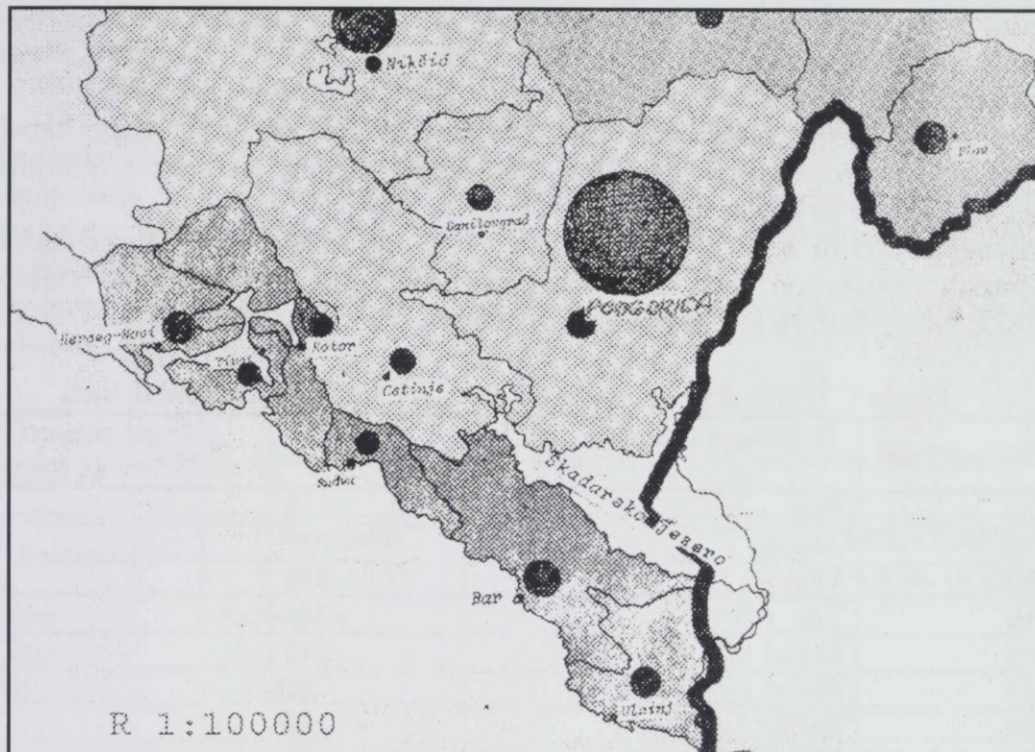 Nikšić
Plav
Danilovgrad
PODGORICA
Herceg-Novi
Tivat
Kotor
Cetinje
Budva
Skadarsko Jezero
Bar
Ulcinj
R 1:100000